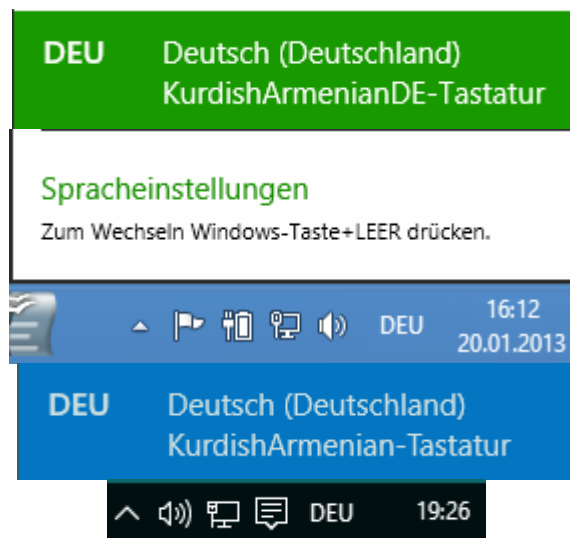 DEU Deutsch (Deutschland)
KurdishArmenianDE-Tastatur
Spracheinstellungen
Zum Wechseln Windows-Taste+LEER drücken.
DEU 16:12
20.01.2013
DEU Deutsch (Deutschland)
KurdishArmenian-Tastatur
DEU 19:26